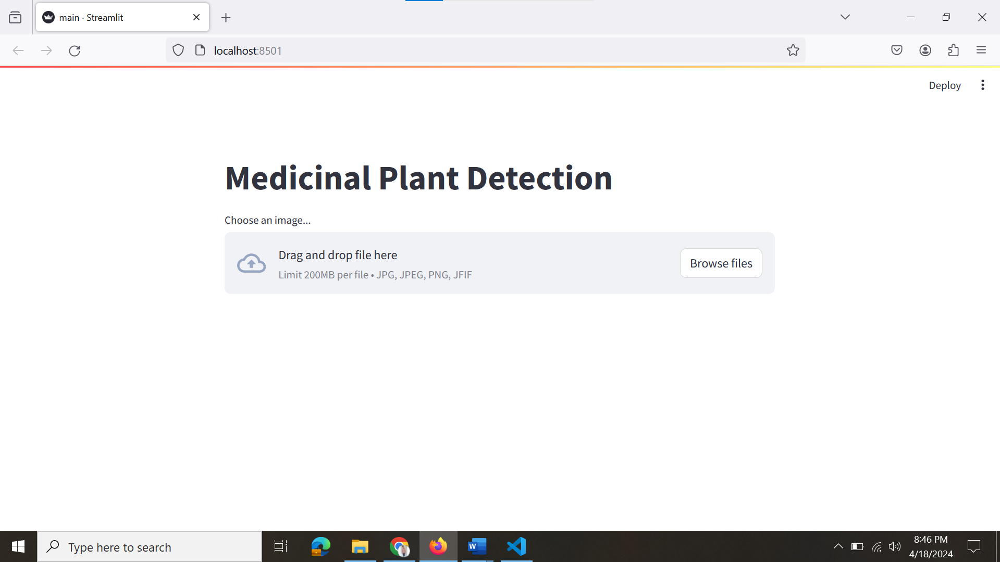 main · Streamlit
localhost:8501
Deploy
Medicinal Plant Detection
Choose an image...
Drag and drop file here
Limit 200MB per file • JPG, JPEG, PNG, JFIF
Browse files
Type here to search
W
8:46 PM
4/18/2024